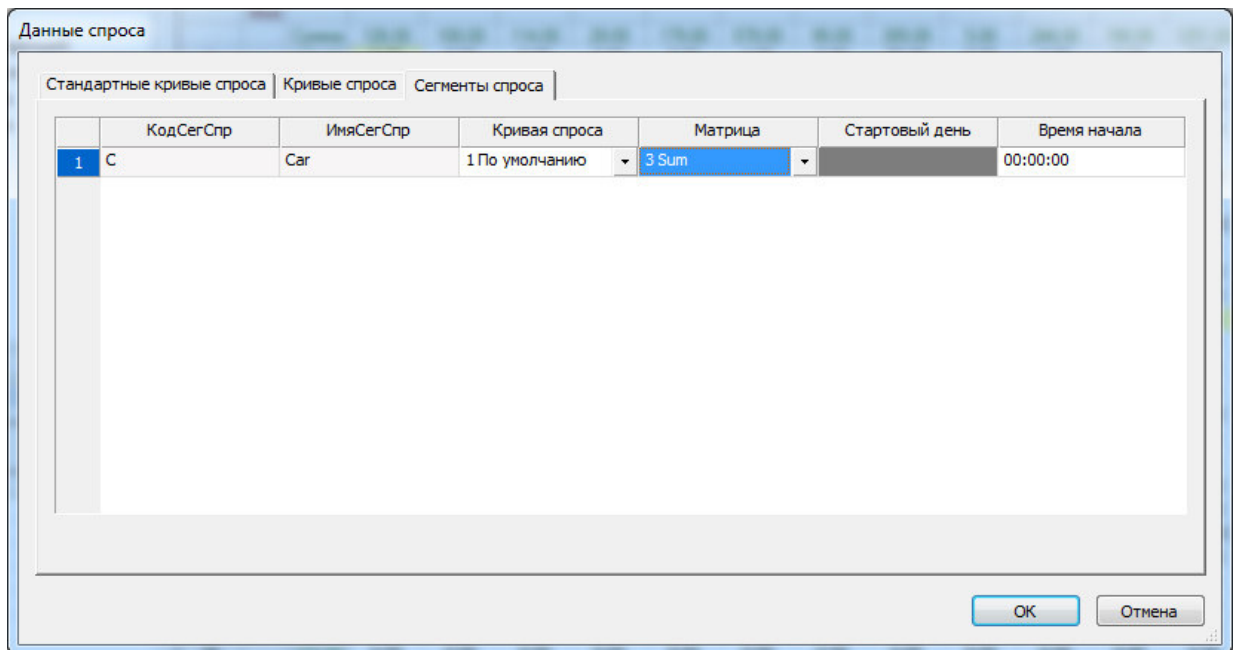 Данные спроса
Стандартные кривые спроса Кривые спроса Сегменты спроса
КодСегСпр ИмяСегСпр Кривая спроса Матрица Стартовый день Время начала
1 C Car 1 По умолчанию 3 Sum 00:00:00
OK Отмена